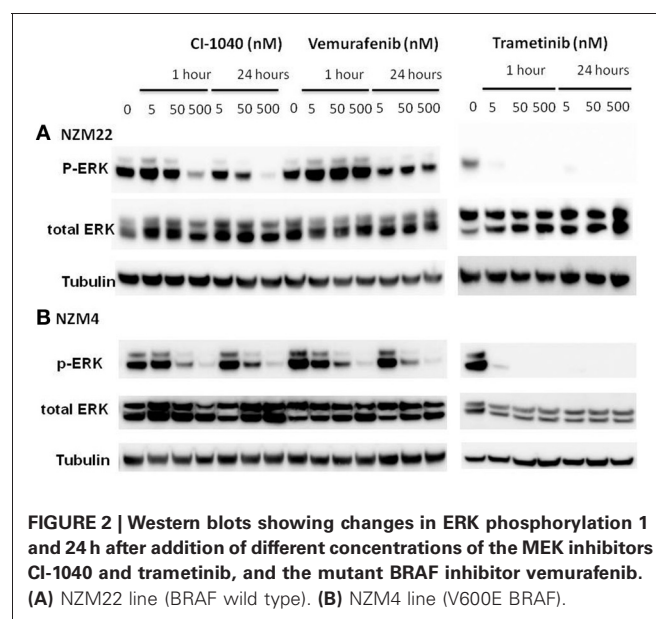 CI-1040 (nM) Vemurafenib (nM) Trametinib (nM)
1 hour 24 hours 1 hour 24 hours 1 hour 24 hours
0 5 50 500 5 50 500 0 5 50 500 5 50 500 0 5 50 500 5 50 500
A NZM22
P-ERK
total ERK
Tubulin
B NZM4
p-ERK
total ERK
Tubulin
FIGURE 2 | Western blots showing changes in ERK phosphorylation 1
and 24 h after addition of different concentrations of the MEK inhibitors
CI-1040 and trametinib, and the mutant BRAF inhibitor vemurafenib.
(A) NZM22 line (BRAF wild type). (B) NZM4 line (V600E BRAF).